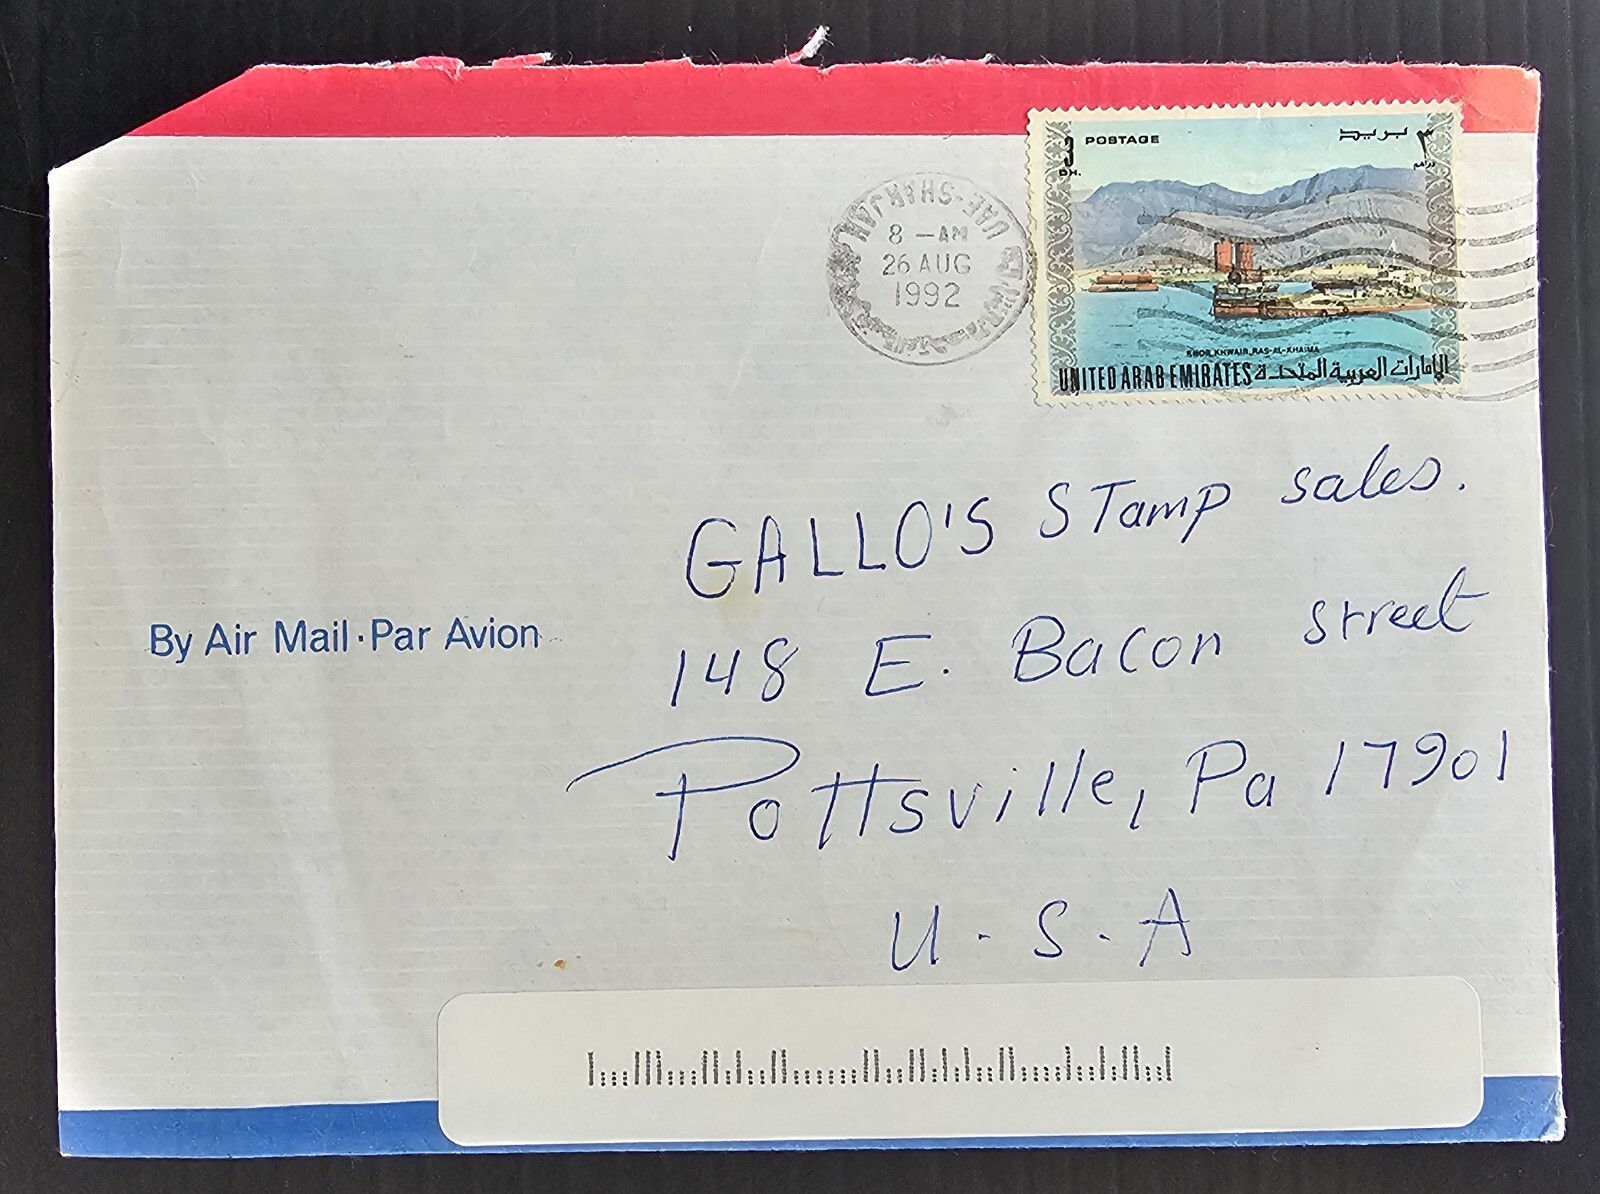 3 POSTAGE بريد ٣
DH. دراهم
UAE-SHARJAH
8 -AM
26 AUG
1992
KHOR KHWAIR, RAS-AL-KHAIMA
UNITED ARAB EMIRATES الإمارات العربية المتحدة
GALLO'S STamp sales.
148 E. Bacon street
By Air Mail · Par Avion
Pottsville, Pa 17901
U - S - A